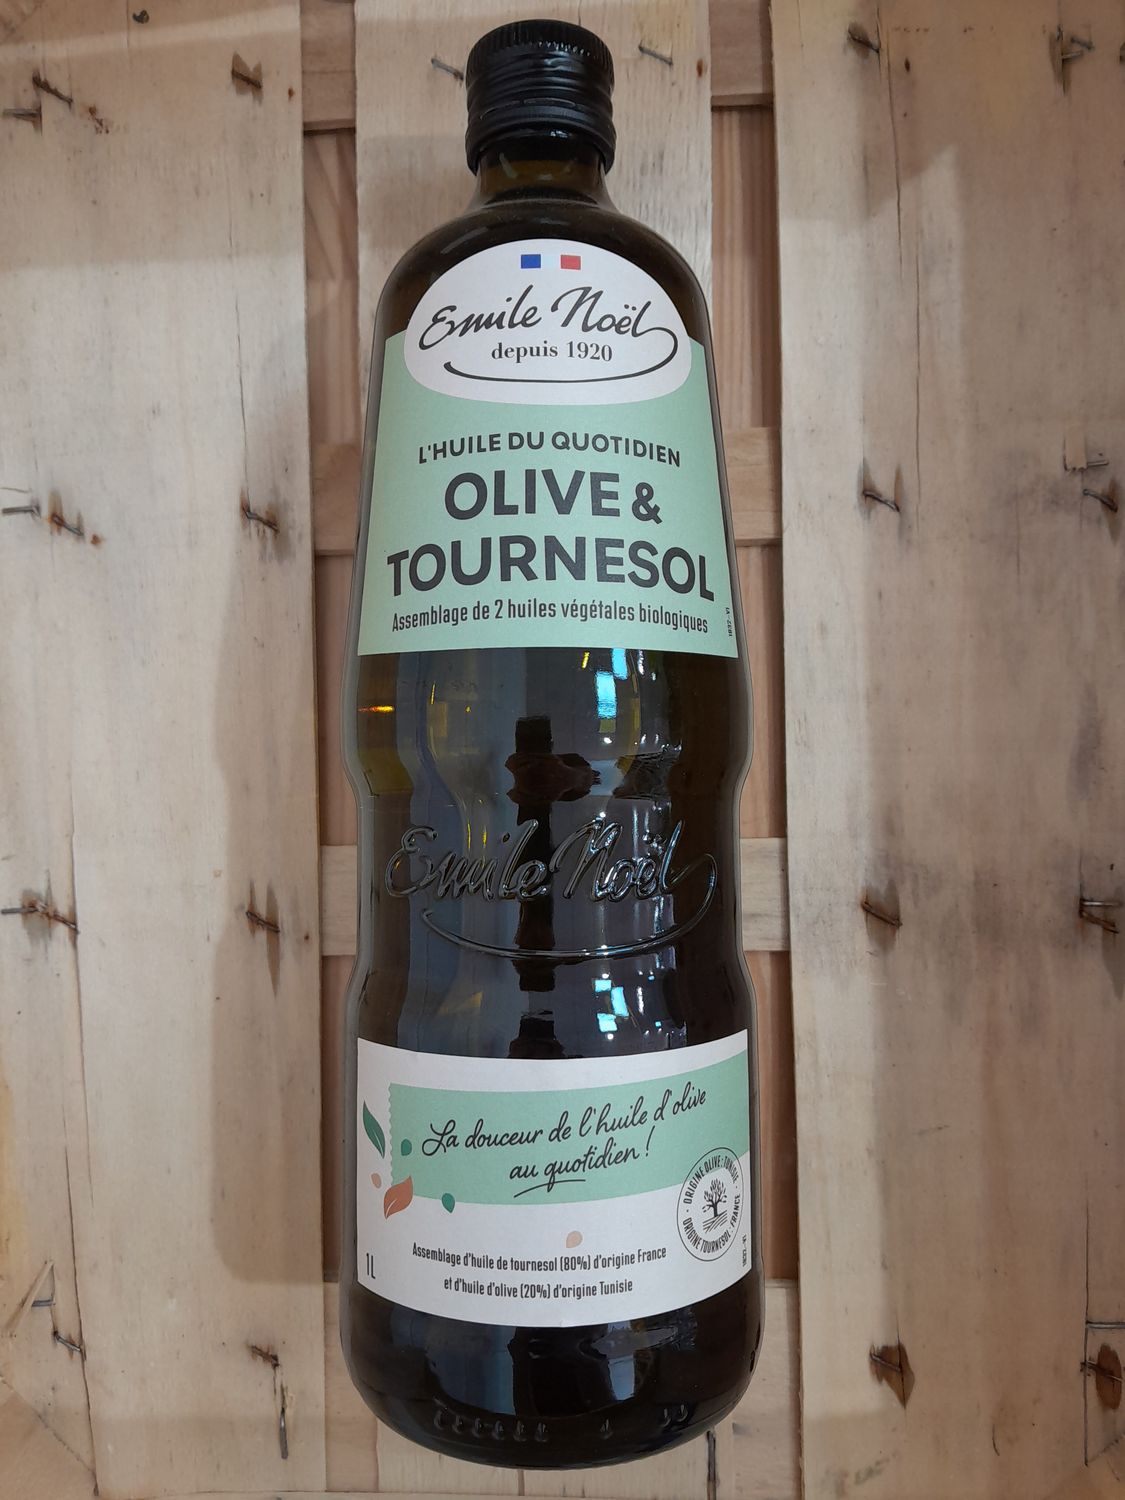 Emile Noël
depuis 1920
L'HUILE DU QUOTIDIEN
OLIVE &
TOURNESOL
Assemblage de 2 huiles végétales biologiques
1832 - V1
Emile Noël
La douceur de l'huile d'olive
au quotidien !
ORIGINE OLIVE : TUNISIE
ORIGINE TOURNESOL : FRANCE
Assemblage d'huile de tournesol (80%) d'origine France
et d'huile d'olive (20%) d'origine Tunisie
1L